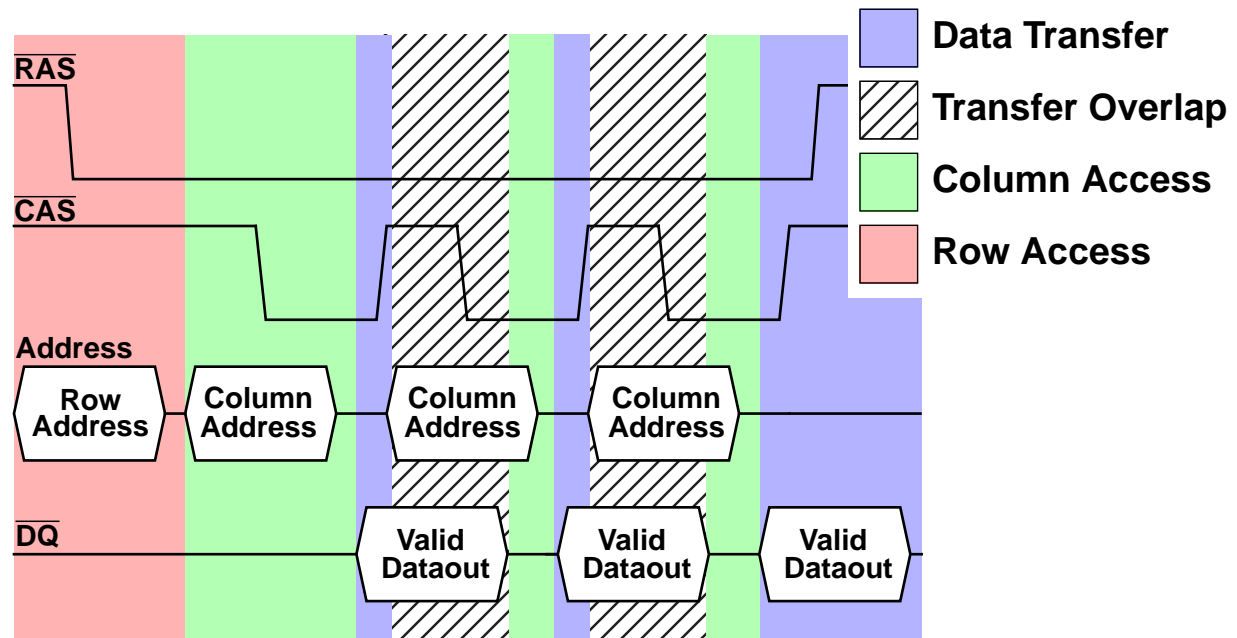 RAS
CAS
Address
Row
Address
Column
Address
Column
Address
Column
Address
DQ
Valid
Dataout
Valid
Dataout
Valid
Dataout
Data Transfer
Transfer Overlap
Column Access
Row Access